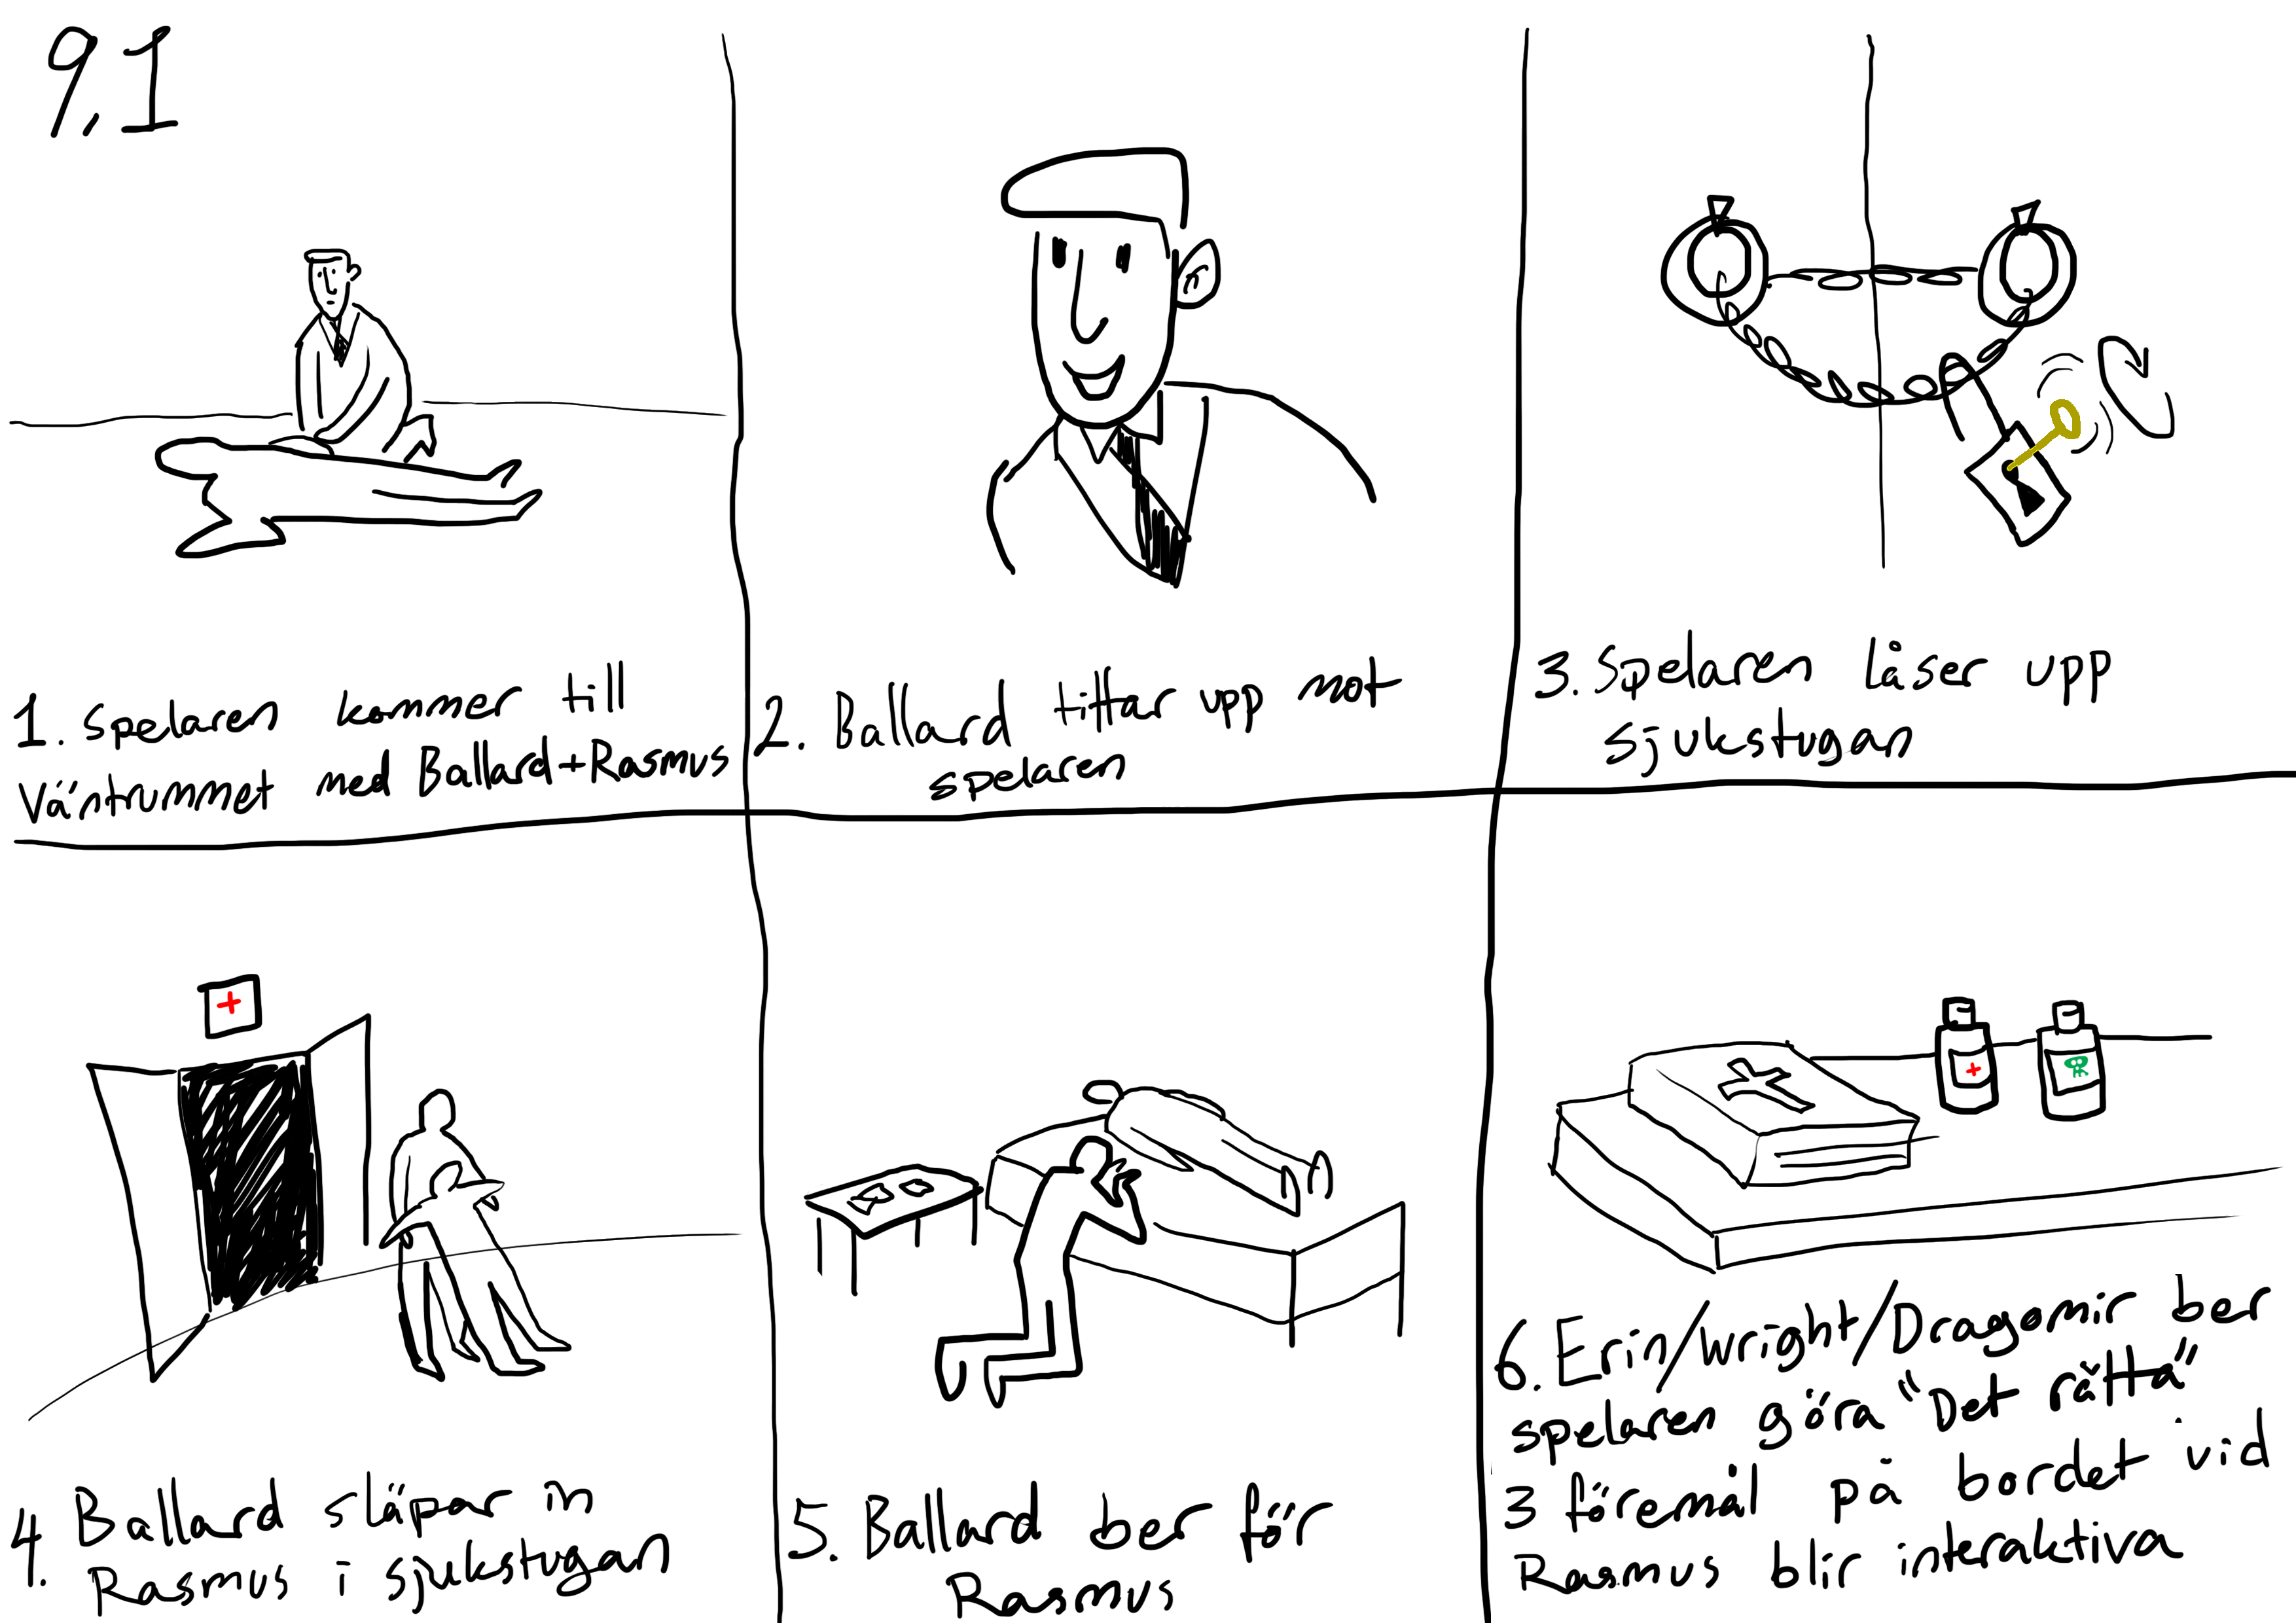 9,1
1. Spelaren kommer till
Väntrummet med Ballard+Rasmus
2. Ballard tittar upp mot
spelaren
3. Spelaren låser upp
sjukstugan
4. Ballard släpar in
Rasmus i sjukstugan
5. Ballard ber för
Rasmus
6. Erin/Wright/Dragomir ber
spelaren göra "Det rätta"
3 föremål på bordet vid
Rasmus blir interaktiva